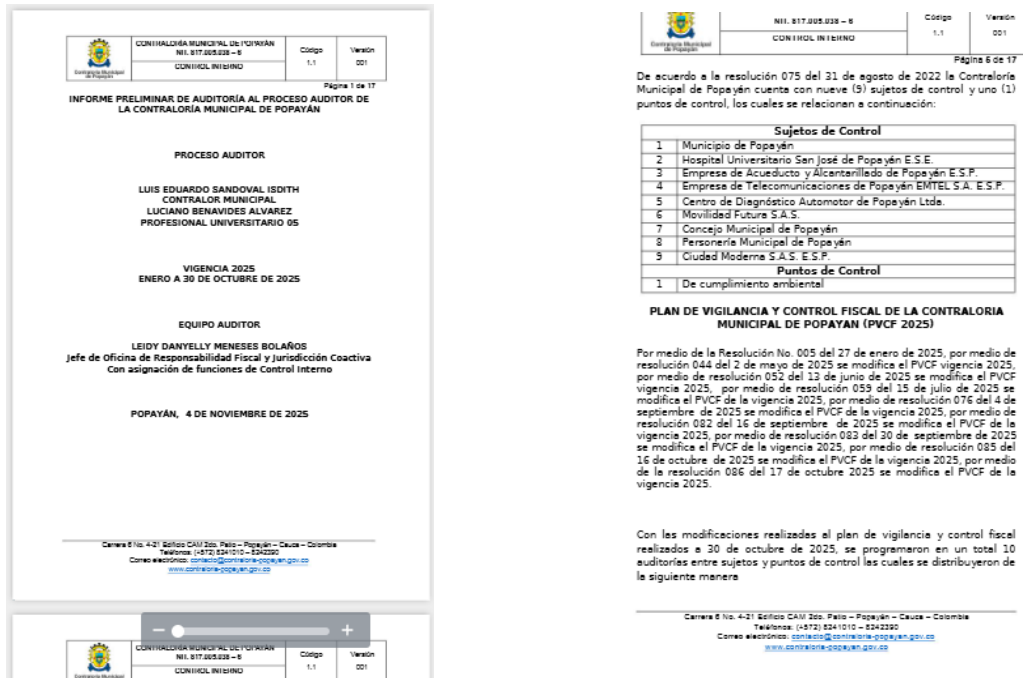 CONTRALORÍA MUNICIPAL DE POPAYÁN
NIT. 817.005.038 – 6
CONTROL INTERNO
Código
1.1
Versión
001
Contraloría Municipal
de Popayán
Página 1 de 17
INFORME PRELIMINAR DE AUDITORÍA AL PROCESO AUDITOR DE
LA CONTRALORÍA MUNICIPAL DE POPAYÁN
PROCESO AUDITOR
LUIS EDUARDO SANDOVAL ISDITH
CONTRALOR MUNICIPAL
LUCIANO BENAVIDES ALVAREZ
PROFESIONAL UNIVERSITARIO 05
VIGENCIA 2025
ENERO A 30 DE OCTUBRE DE 2025
EQUIPO AUDITOR
LEIDY DANYELLY MENESES BOLAÑOS
Jefe de Oficina de Responsabilidad Fiscal y Jurisdicción Coactiva
Con asignación de funciones de Control Interno
POPAYÁN, 4 DE NOVIEMBRE DE 2025
Carrera 6 No. 4-21 Edificio CAM 2do. Patio – Popayán – Cauca – Colombia
Teléfonos: (+572) 8241010 – 8242390
Correo electrónico: contacto@contraloria-popayan.gov.co
www.contraloria-popayan.gov.co
CONTRALORÍA MUNICIPAL DE POPAYÁN
NIT. 817.005.038 – 6
CONTROL INTERNO
Código
1.1
Versión
001
Contraloría Municipal
NIT. 817.005.038 – 6
CONTROL INTERNO
Código
1.1
Versión
001
Contraloría Municipal
de Popayán
Página 6 de 17
De acuerdo a la resolución 075 del 31 de agosto de 2022 la Contraloría
Municipal de Popayán cuenta con nueve (9) sujetos de control y uno (1)
puntos de control, los cuales se relacionan a continuación:
Sujetos de Control
1 Municipio de Popayán
2 Hospital Universitario San José de Popayán E.S.E.
3 Empresa de Acueducto y Alcantarillado de Popayán E.S.P.
4 Empresa de Telecomunicaciones de Popayán EMTEL S.A. E.S.P.
5 Centro de Diagnóstico Automotor de Popayán Ltda.
6 Movilidad Futura S.A.S.
7 Concejo Municipal de Popayán
8 Personería Municipal de Popayán
9 Ciudad Moderna S.A.S. E.S.P.
Puntos de Control
1 De cumplimiento ambiental
PLAN DE VIGILANCIA Y CONTROL FISCAL DE LA CONTRALORIA
MUNICIPAL DE POPAYAN (PVCF 2025)
Por medio de la Resolución No. 005 del 27 de enero de 2025, por medio de
resolución 044 del 2 de mayo de 2025 se modifica el PVCF vigencia 2025,
por medio de resolución 052 del 13 de junio de 2025 se modifica el PVCF
vigencia 2025, por medio de resolución 059 del 15 de julio de 2025 se
modifica el PVCF de la vigencia 2025, por medio de resolución 076 del 4 de
septiembre de 2025 se modifica el PVCF de la vigencia 2025, por medio de
resolución 082 del 16 de septiembre de 2025 se modifica el PVCF de la
vigencia 2025, por medio de resolución 083 del 30 de septiembre de 2025
se modifica el PVCF de la vigencia 2025, por medio de resolución 085 del
16 de octubre de 2025 se modifica el PVCF de la vigencia 2025, por medio
de la resolución 086 del 17 de octubre 2025 se modifica el PVCF de la
vigencia 2025.
Con las modificaciones realizadas al plan de vigilancia y control fiscal
realizados a 30 de octubre de 2025, se programaron en un total 10
auditorías entre sujetos y puntos de control las cuales se distribuyeron de
la siguiente manera
Carrera 6 No. 4-21 Edificio CAM 2do. Patio – Popayán – Cauca – Colombia
Teléfonos: (+572) 8241010 – 8242390
Correo electrónico: contacto@contraloria-popayan.gov.co
www.contraloria-popayan.gov.co